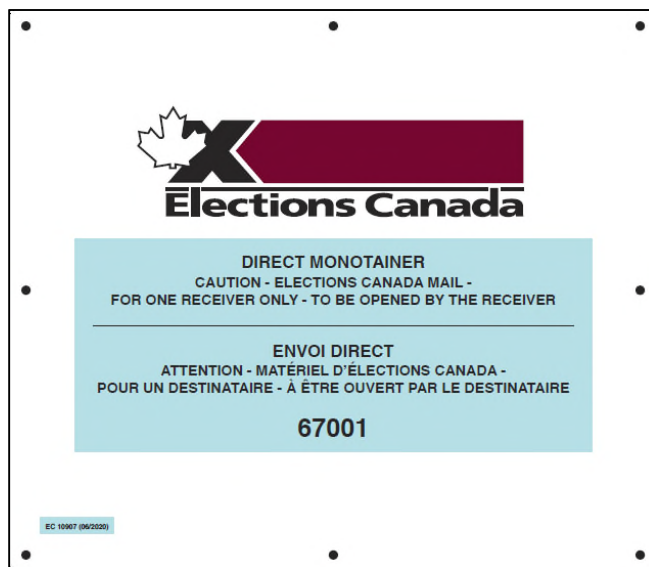 Elections Canada
DIRECT MONOTAINER
CAUTION - ELECTIONS CANADA MAIL -
FOR ONE RECEIVER ONLY - TO BE OPENED BY THE RECEIVER
ENVOI DIRECT
ATTENTION - MATÉRIEL D'ÉLECTIONS CANADA -
POUR UN DESTINATAIRE - À ÊTRE OUVERT PAR LE DESTINATAIRE
67001
EC 10907 (06/2020)